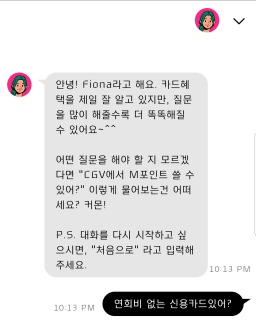 안녕! Fiona라고 해요. 카드혜
택을 제일 잘 알고 있지만, 질문
을 많이 해줄수록 더 똑똑해질
수 있어요~^^
어떤 질문을 해야 할 지 모르겠
다면 "CGV에서 M포인트 쓸 수
있어?" 이렇게 물어보는건 어떠
세요? 커몬!
P.S. 대화를 다시 시작하고 싶
으시면, "처음으로" 라고 입력해
주세요.
10:13 PM
10:13 PM
연회비 없는 신용카드있어?